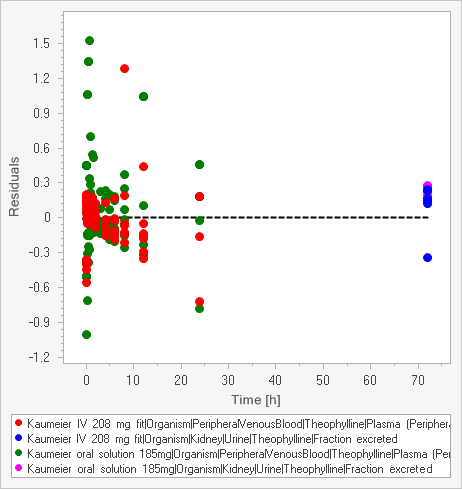 1.5
1.2
0.9
0.6
0.3
0
-0.3
-0.6
-0.9
-1.2
Residuals
0 10 20 30 40 50 60 70
Time [h]
Kaumeier IV 208 mg fit|Organism|PeripheralVenousBlood|Theophylline|Plasma (Periphera
Kaumeier IV 208 mg fit|Organism|Kidney|Urine|Theophylline|Fraction excreted
Kaumeier oral solution 185mg|Organism|PeripheralVenousBlood|Theophylline|Plasma (Per
Kaumeier oral solution 185mg|Organism|Kidney|Urine|Theophylline|Fraction excreted